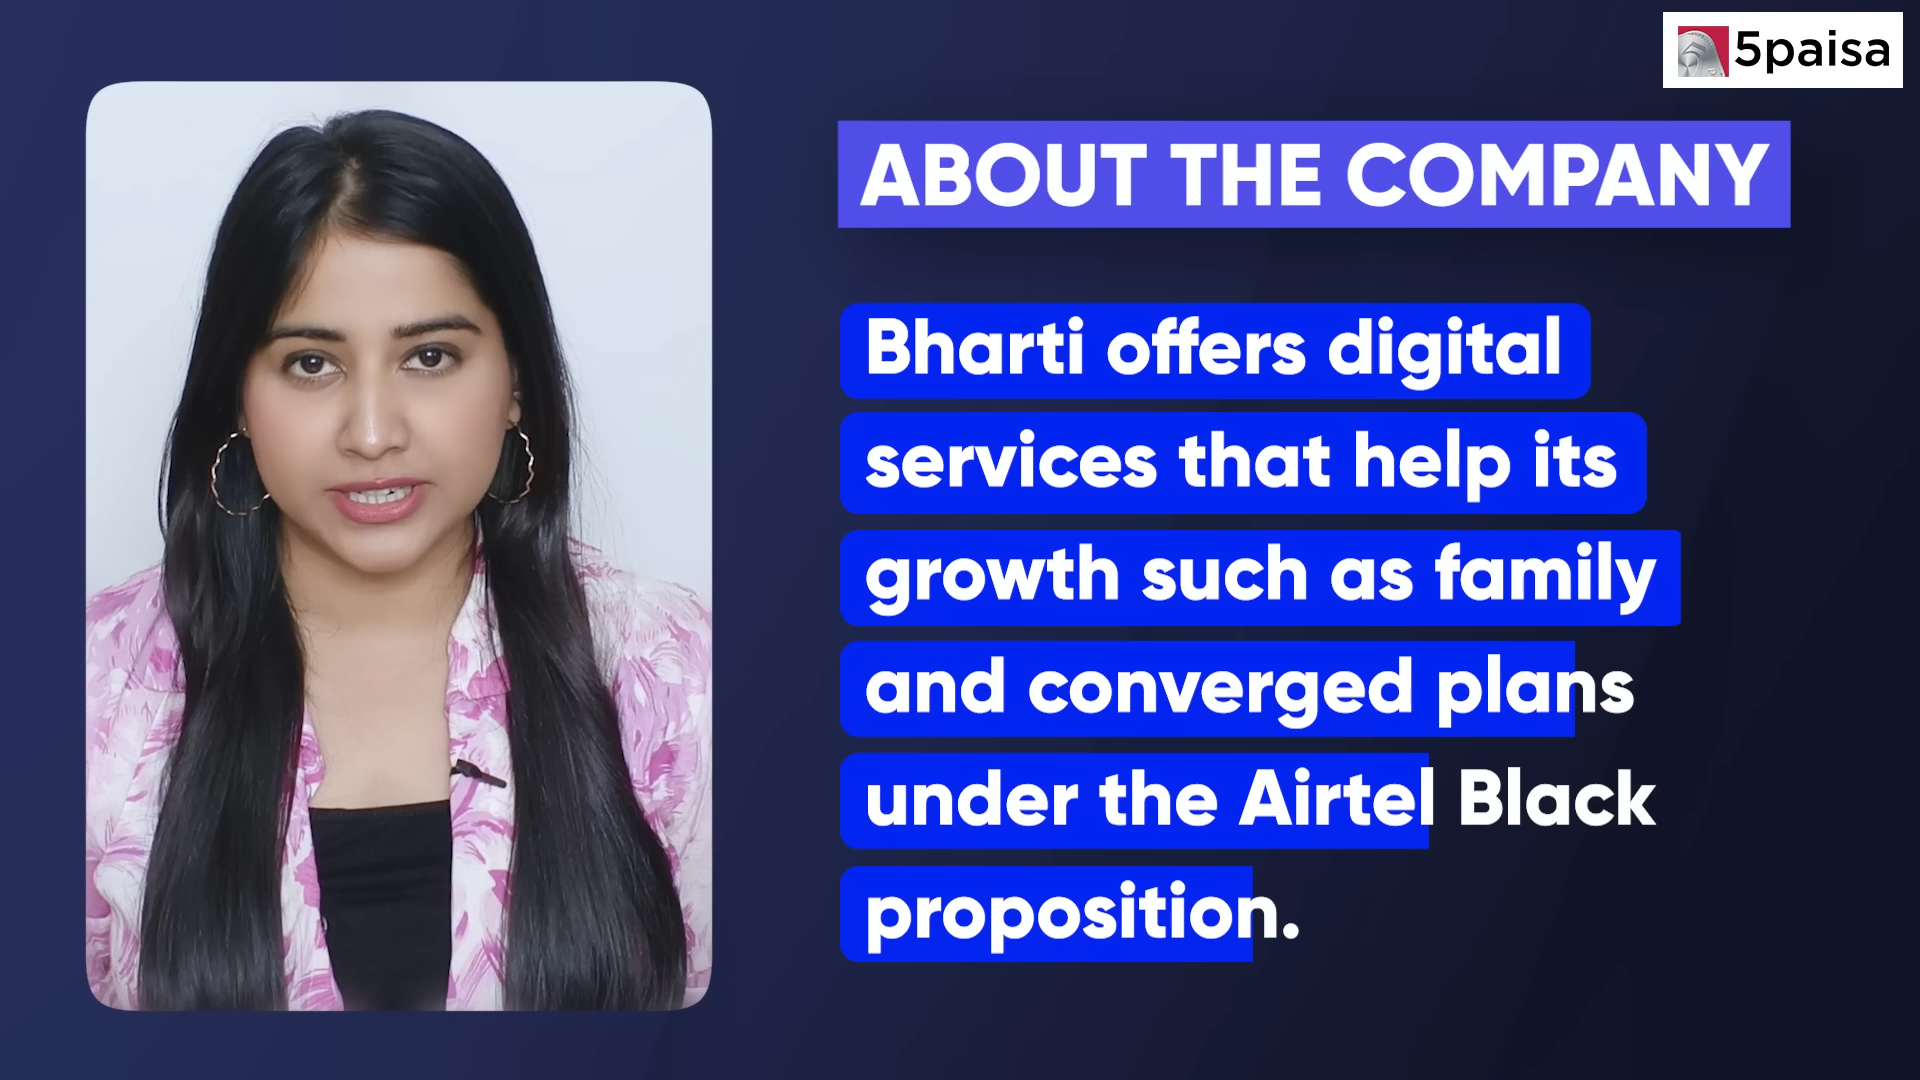 5paisa
ABOUT THE COMPANY
Bharti offers digital
services that help its
growth such as family
and converged plans
under the Airtel Black
proposition.